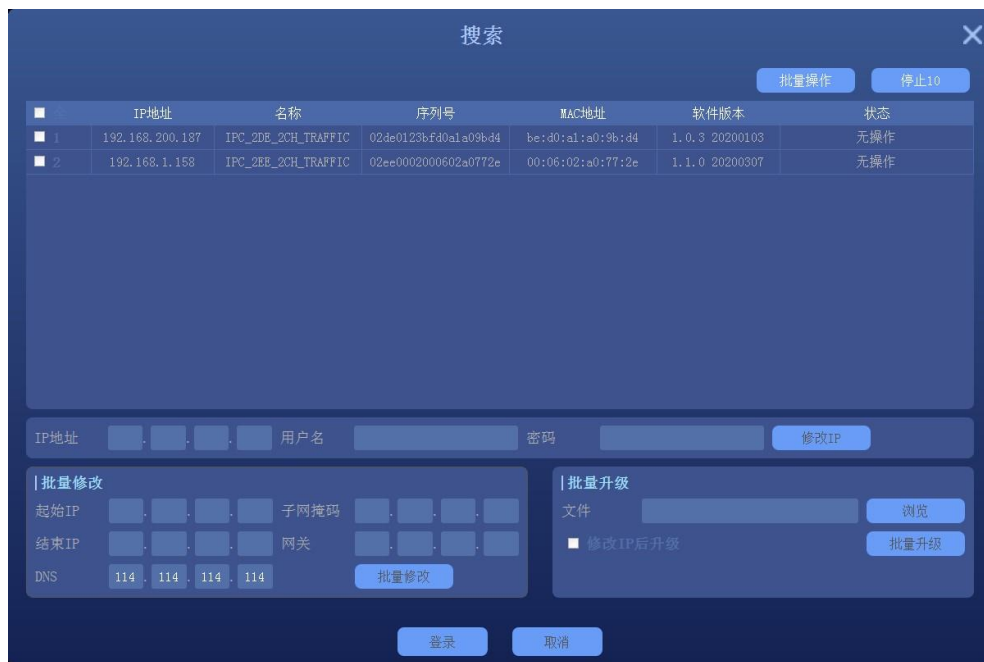 搜索
批量操作 停止10
IP地址 名称 序列号 MAC地址 软件版本 状态
1 192.168.200.187 IPC_2DE_2CH_TRAFFIC 02de0123bfd0a1a09bd4 be:d0:a1:a0:9b:d4 1.0.3 20200103 无操作
2 192.168.1.158 IPC_2EE_2CH_TRAFFIC 02ee0002000602a0772e 00:06:02:a0:77:2e 1.1.0 20200307 无操作
IP地址 . . . 用户名 密码 修改IP
批量修改 批量升级
起始IP . . . 子网掩码 . . . 文件 浏览
结束IP . . . 网关 . . . 修改IP后升级 批量升级
DNS 114 . 114 . 114 . 114 批量修改
登录 取消